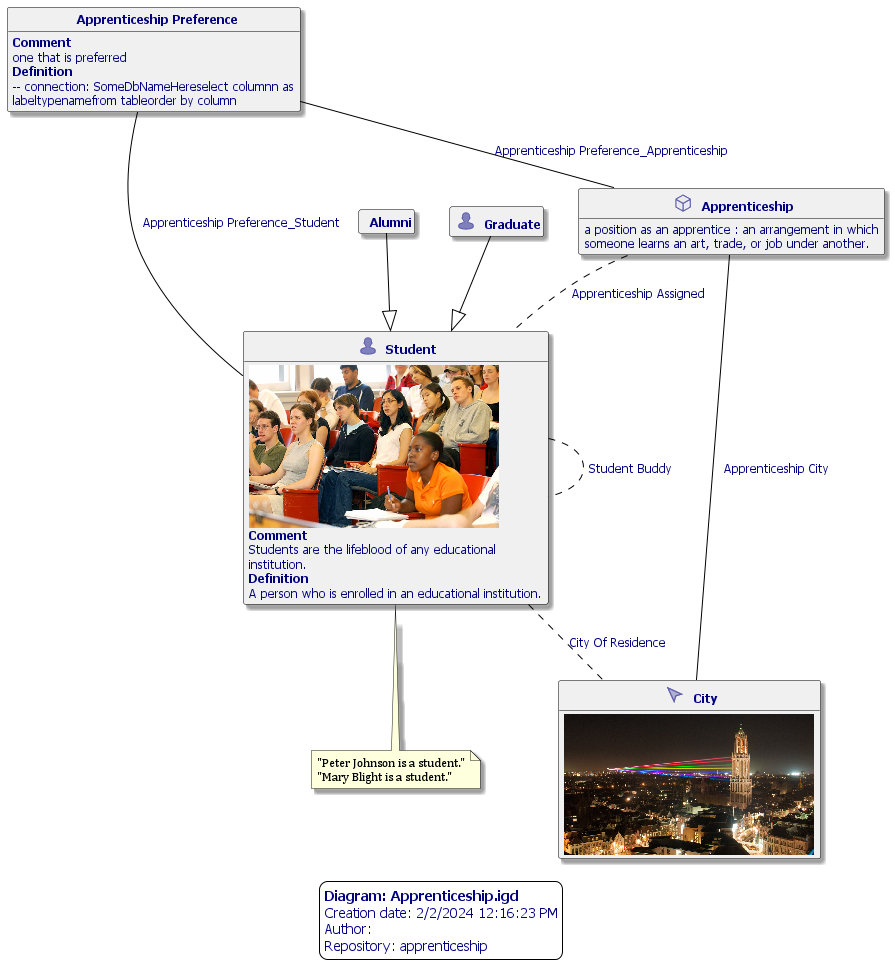 Apprenticeship Preference
Comment
one that is preferred
Definition
-- connection: SomeDbNameHereselect columnn as
labeltypenamefrom tableorder by column
Apprenticeship Preference_Apprenticeship
Apprenticeship
a position as an apprentice : an arrangement in which
someone learns an art, trade, or job under another.
Apprenticeship Preference_Student
Alumni
Graduate
Apprenticeship Assigned
Student
Student Buddy
Apprenticeship City
Comment
Students are the lifeblood of any educational
institution.
Definition
A person who is enrolled in an educational institution.
City Of Residence
City
"Peter Johnson is a student."
"Mary Blight is a student."
Diagram: Apprenticeship.igd
Creation date: 2/2/2024 12:16:23 PM
Author:
Repository: apprenticeship